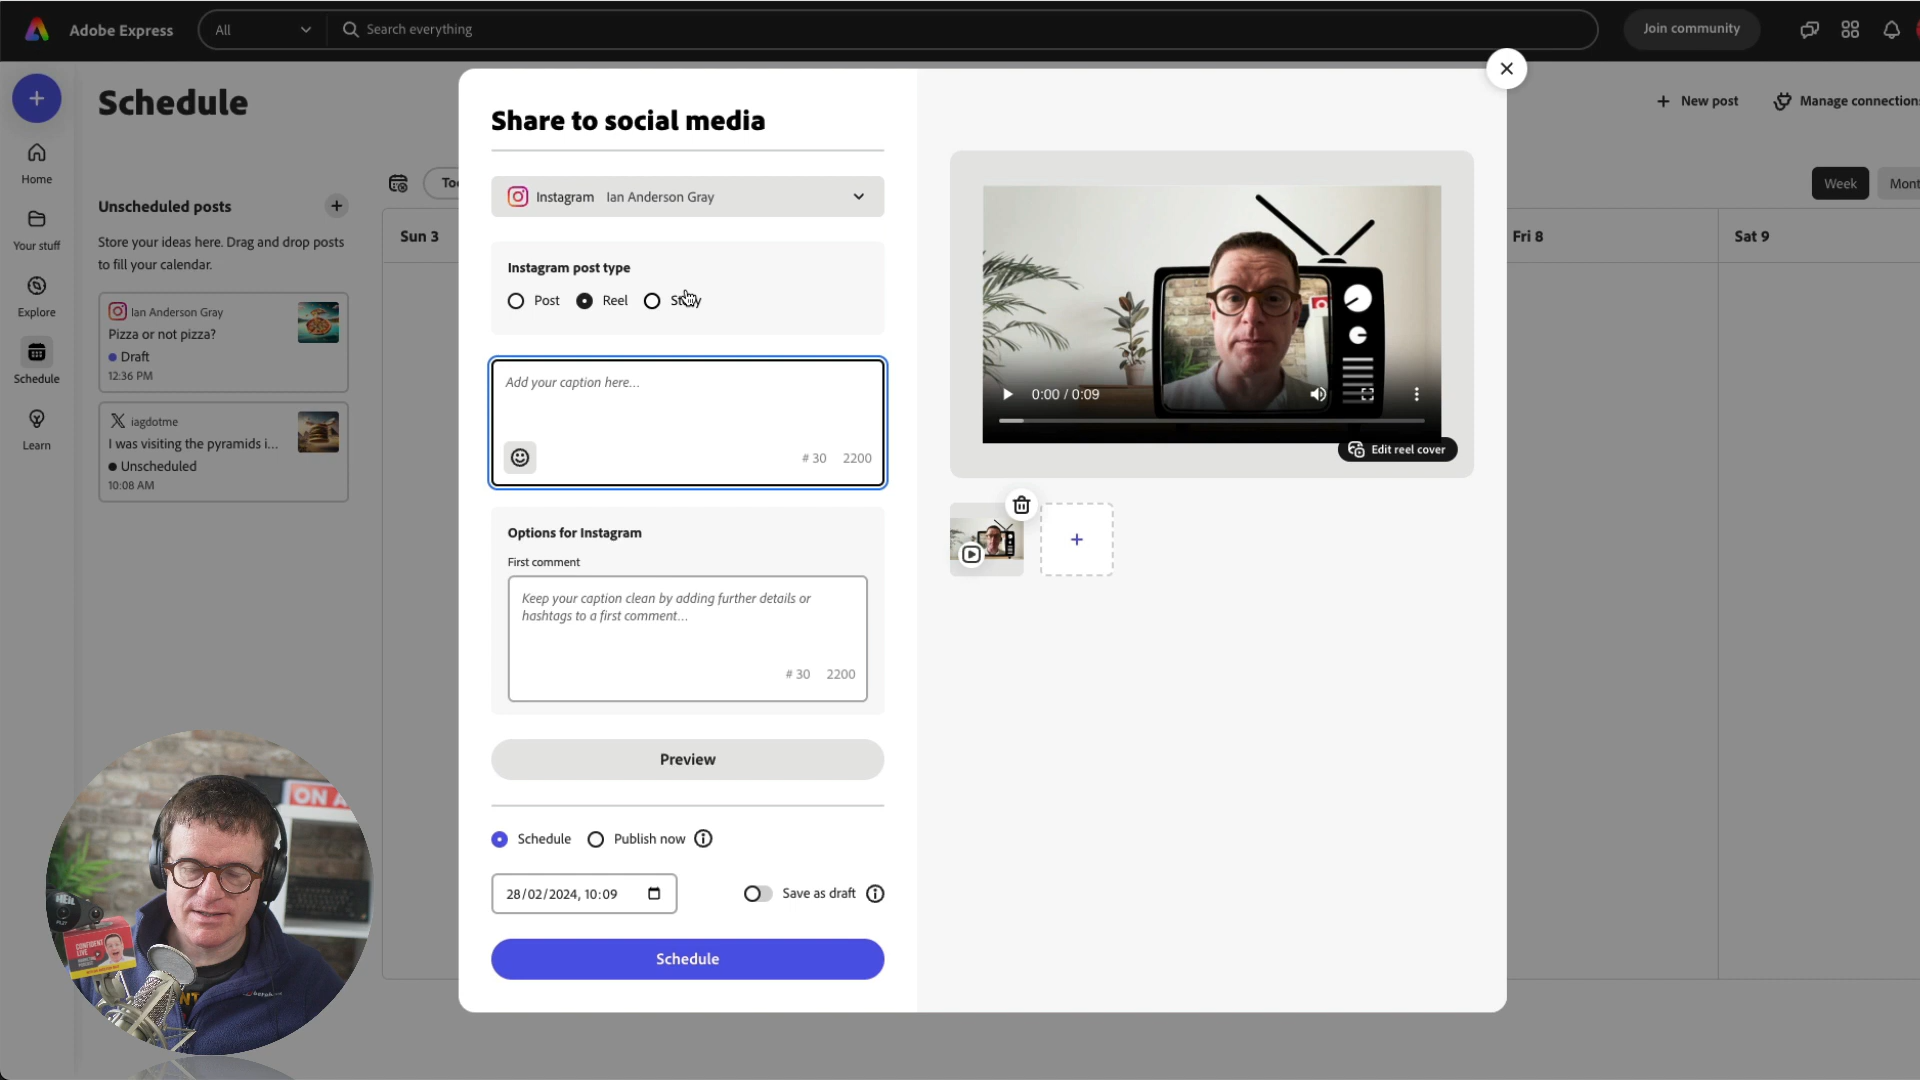 Adobe Express
All
Search everything
Join community
Schedule
New post
Manage connections
Home
Your stuff
Explore
Schedule
Learn
Unscheduled posts
Store your ideas here. Drag and drop posts
to fill your calendar.
Ian Anderson Gray
Pizza or not pizza?
Draft
12:36 PM
iagdotme
I was visiting the pyramids i...
Unscheduled
10:08 AM
Sun 3
Week
Fri 8
Sat 9
Share to social media
Instagram Ian Anderson Gray
Instagram post type
Post Reel
Add your caption here...
# 30 2200
Options for Instagram
First comment
Keep your caption clean by adding further details or
hashtags to a first comment...
# 30 2200
Preview
Schedule Publish now
28/02/2024, 10:09
Save as draft
Schedule
0:00 / 0:09
Edit reel cover
ON A
CONFIDENT
LIVE